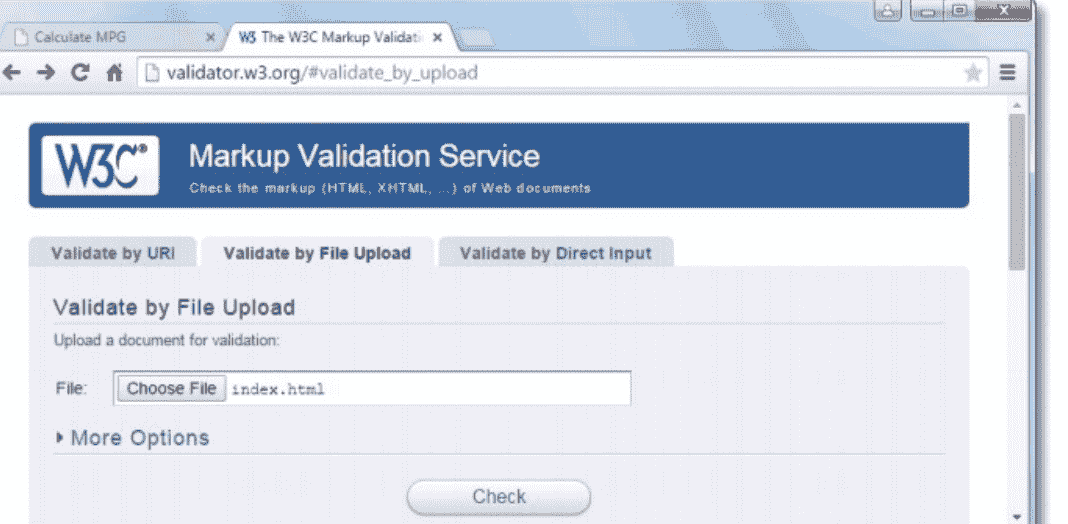 Calculate MPG
W3 The W3C Markup Validati
validator.w3.org/#validate_by_upload
W3C®
Markup Validation Service
Check the markup (HTML, XHTML, ...) of Web documents
Validate by URI
Validate by File Upload
Validate by Direct Input
Validate by File Upload
Upload a document for validation:
File:
Choose File
index.html
More Options
Check